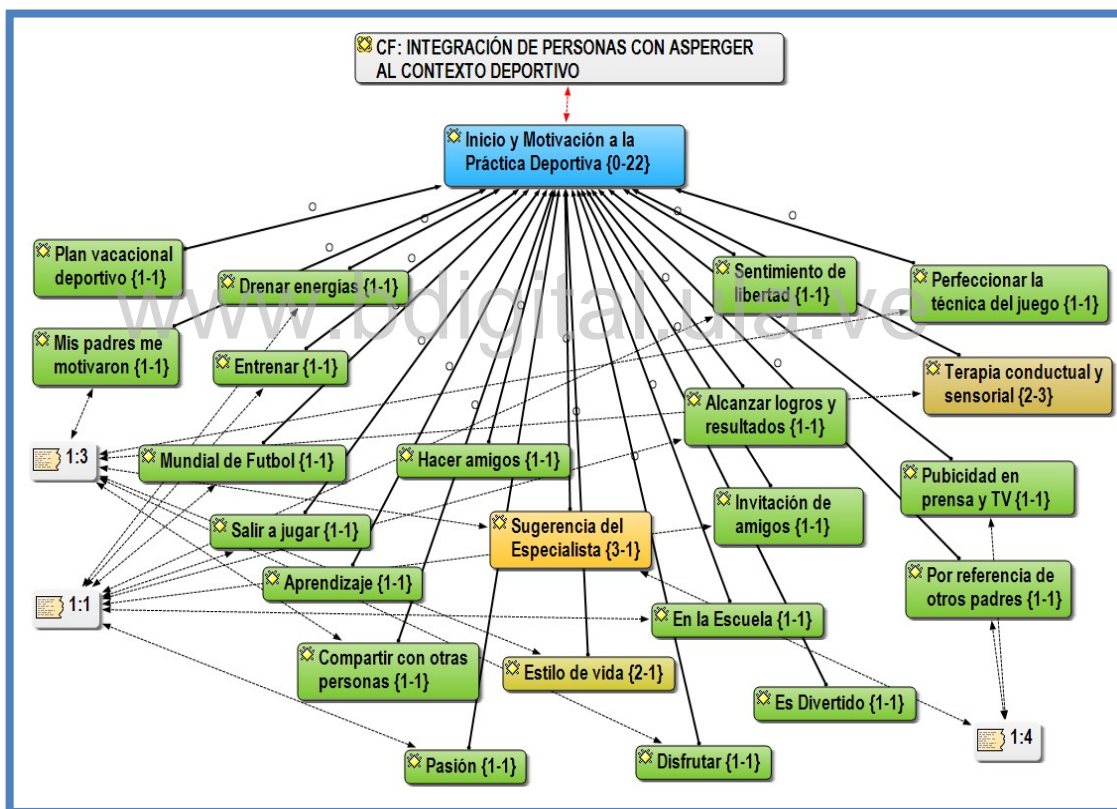 CF: INTEGRACIÓN DE PERSONAS CON ASPERGER
AL CONTEXTO DEPORTIVO
Inicio y Motivación a la
Práctica Deportiva {0-22}
Plan vacacional
deportivo {1-1}
Drenar energías {1-1}
Sentimiento de
libertad {1-1}
Perfeccionar la
técnica del juego {1-1}
www.bdigital.ula.ve
Mis padres me
motivaron {1-1}
Entrenar {1-1}
Terapia conductual y
sensorial {2-3}
Alcanzar logros y
resultados {1-1}
1:3
Mundial de Futbol {1-1}
Hacer amigos {1-1}
Pubicidad en
prensa y TV {1-1}
Invitación de
amigos {1-1}
Salir a jugar {1-1}
Sugerencia del
Especialista {3-1}
Aprendizaje {1-1}
Por referencia de
otros padres {1-1}
1:1
En la Escuela {1-1}
Compartir con otras
personas {1-1}
Estilo de vida {2-1}
Es Divertido {1-1}
1:4
Pasión {1-1}
Disfrutar {1-1}